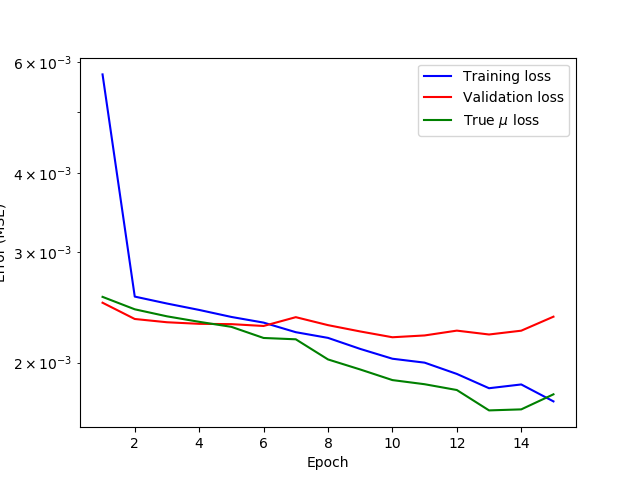 6 × 10⁻³
4 × 10⁻³
3 × 10⁻³
2 × 10⁻³
Error (MSE)
Training loss
Validation loss
True μ loss
2 4 6 8 10 12 14
Epoch